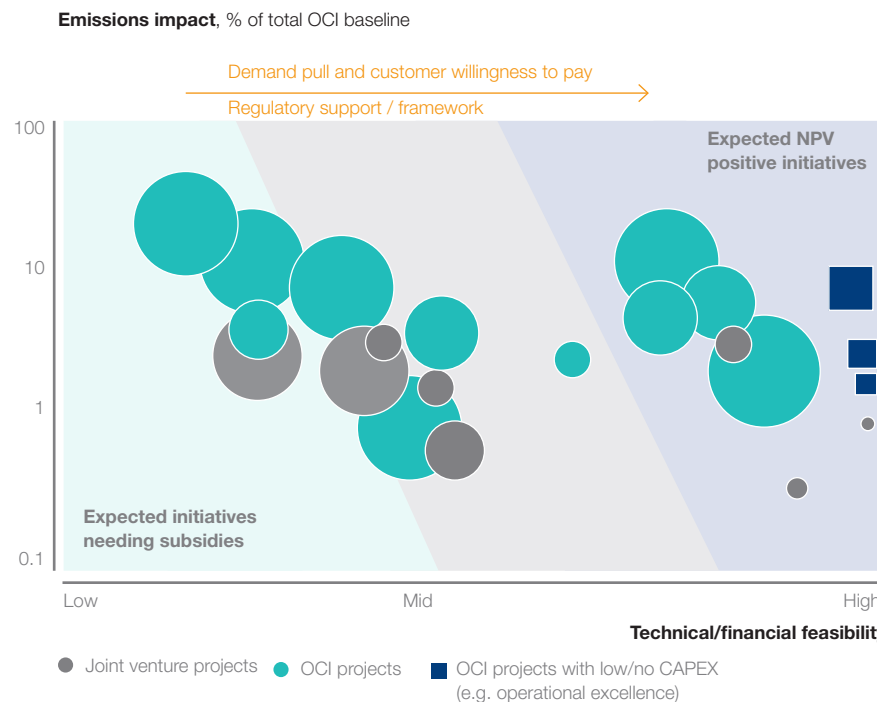 Emissions impact, % of total OCI baseline
Demand pull and customer willingness to pay
Regulatory support / framework
100
Expected NPV
positive initiatives
10
1
Expected initiatives
needing subsidies
0.1
Low
Mid
High
Technical/financial feasibilit
Joint venture projects
OCI projects
OCI projects with low/no CAPEX
(e.g. operational excellence)